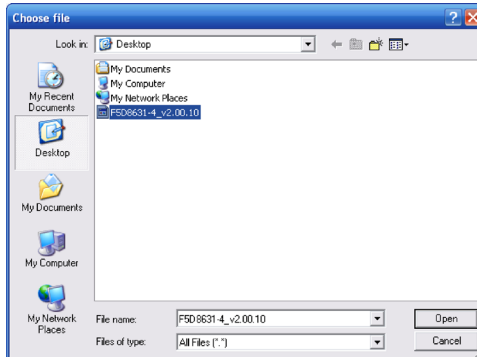 Choose file
Look in:
Desktop
My Recent
Documents
Desktop
My Documents
My Computer
My Network
Places
My Documents
My Computer
My Network Places
F5D8631-4_v2.00.10
File name:
F5D8631-4_v2.00.10
Open
Files of type:
All Files (*.*)
Cancel